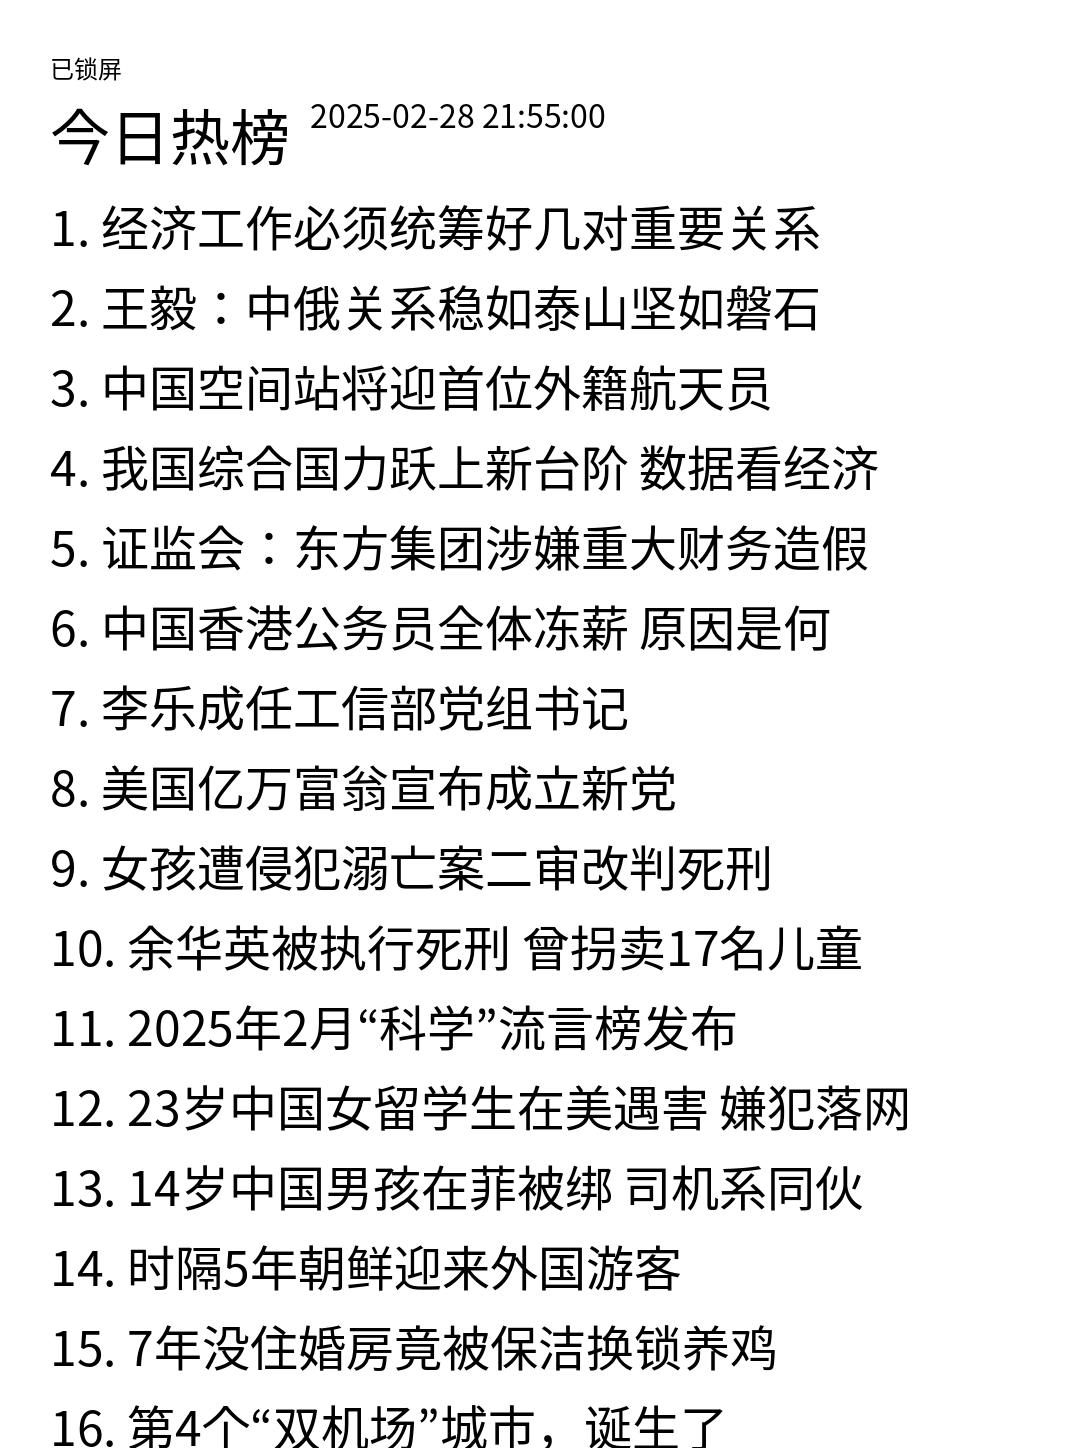 已锁屏
今日热榜 2025-02-28 21:55:00
1. 经济工作必须统筹好几对重要关系
2. 王毅：中俄关系稳如泰山坚如磐石
3. 中国空间站将迎首位外籍航天员
4. 我国综合国力跃上新台阶 数据看经济
5. 证监会：东方集团涉嫌重大财务造假
6. 中国香港公务员全体冻薪 原因是何
7. 李乐成任工信部党组书记
8. 美国亿万富翁宣布成立新党
9. 女孩遭侵犯溺亡案二审改判死刑
10. 余华英被执行死刑 曾拐卖17名儿童
11. 2025年2月“科学”流言榜发布
12. 23岁中国女留学生在美遇害 嫌犯落网
13. 14岁中国男孩在菲被绑 司机系同伙
14. 时隔5年朝鲜迎来外国游客
15. 7年没住婚房竟被保洁换锁养鸡
16. 第4个“双机场”城市，诞生了